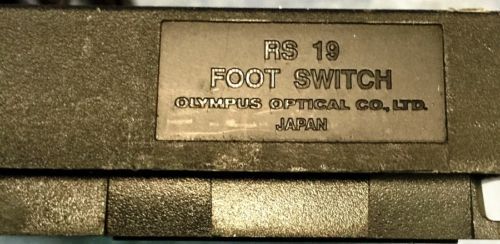 RS 19
FOOT SWITCH
OLYMPUS OPTICAL CO., LTD.
JAPAN